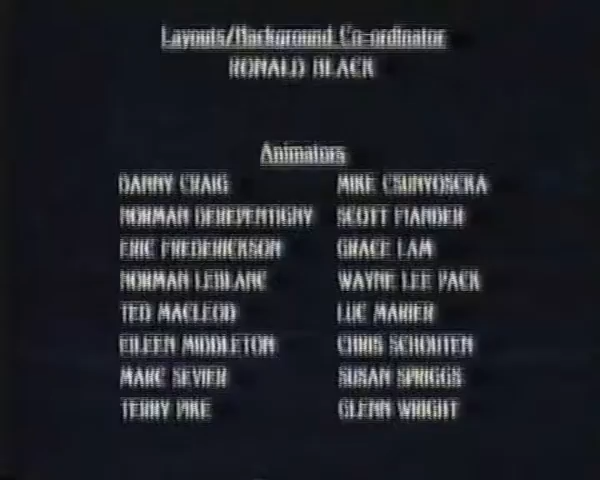 Layouts/Background Co-ordinator
RONALD BLACK
Animators
DANNY CRAIG MIKE CSUNYOSCKA
NORMAN DEREPENTIGNY SCOTT FIANDER
ERIC FREDERICKSON GRACE LAM
NORMAN LEBLANC WAYNE LEE PACK
TED MACLEOD LUC MARIER
EILEEN MIDDLETON CHRIS SCHOUTEN
MARC SEVIER SUSAN SPRIGGS
TERRY PIKE GLENN WRIGHT